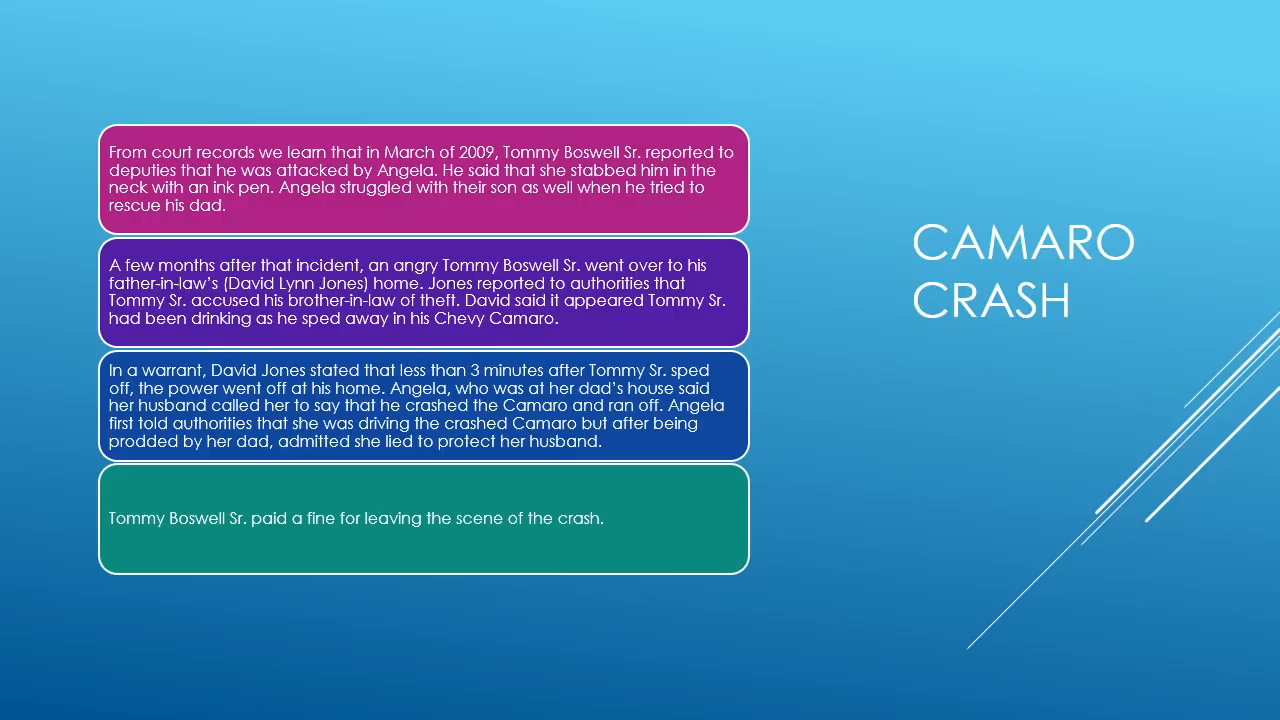 From court records we learn that in March of 2009, Tommy Boswell Sr. reported to
deputies that he was attacked by Angela. He said that she stabbed him in the
neck with an ink pen. Angela struggled with their son as well when he tried to
rescue his dad.
A few months after that incident, an angry Tommy Boswell Sr. went over to his
father-in-law’s (David Lynn Jones) home. Jones reported to authorities that
Tommy Sr. accused his brother-in-law of theft. David said it appeared Tommy Sr.
had been drinking as he sped away in his Chevy Camaro.
In a warrant, David Jones stated that less than 3 minutes after Tommy Sr. sped
off, the power went off at his home. Angela, who was at her dad’s house said
her husband called her to say that he crashed the Camaro and ran off. Angela
first told authorities that she was driving the crashed Camaro but after being
prodded by her dad, admitted she lied to protect her husband.
Tommy Boswell Sr. paid a fine for leaving the scene of the crash.
CAMARO
CRASH